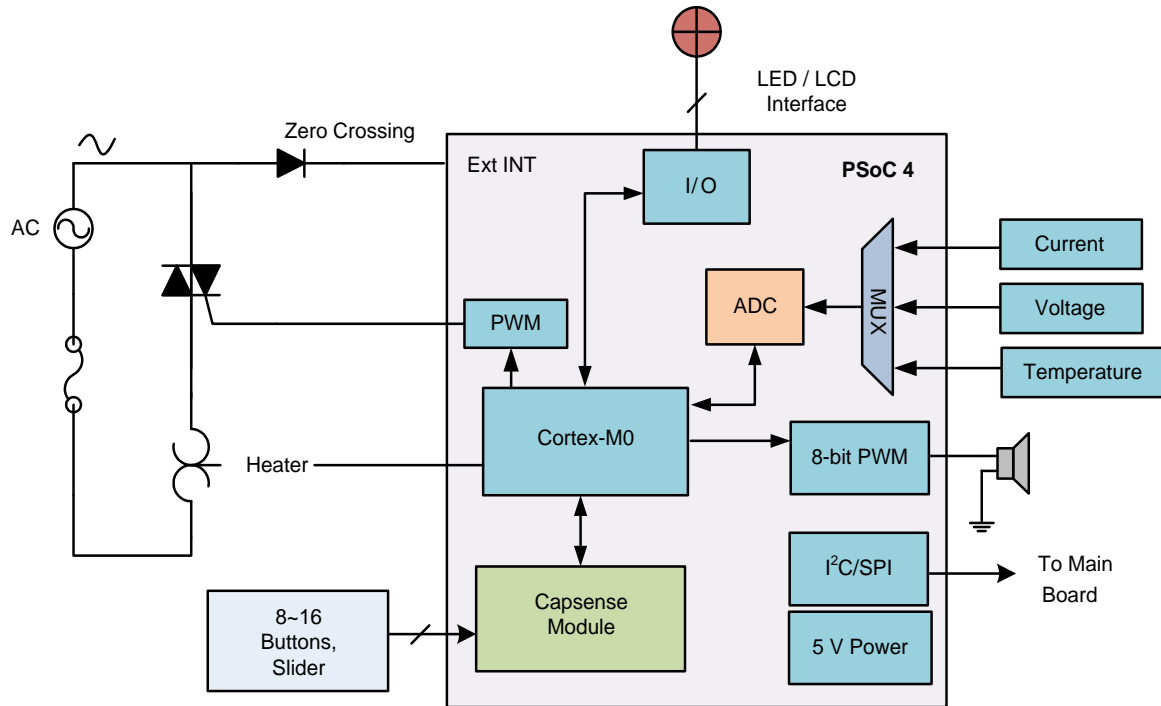 LED / LCD
Interface
Zero Crossing
Ext INT
PSoC 4
I/O
AC
Current
MUX
ADC
Voltage
PWM
Temperature
Cortex-M0
8-bit PWM
Heater
I²C/SPI
To Main
Board
Capsense
Module
8~16
Buttons,
Slider
5 V Power